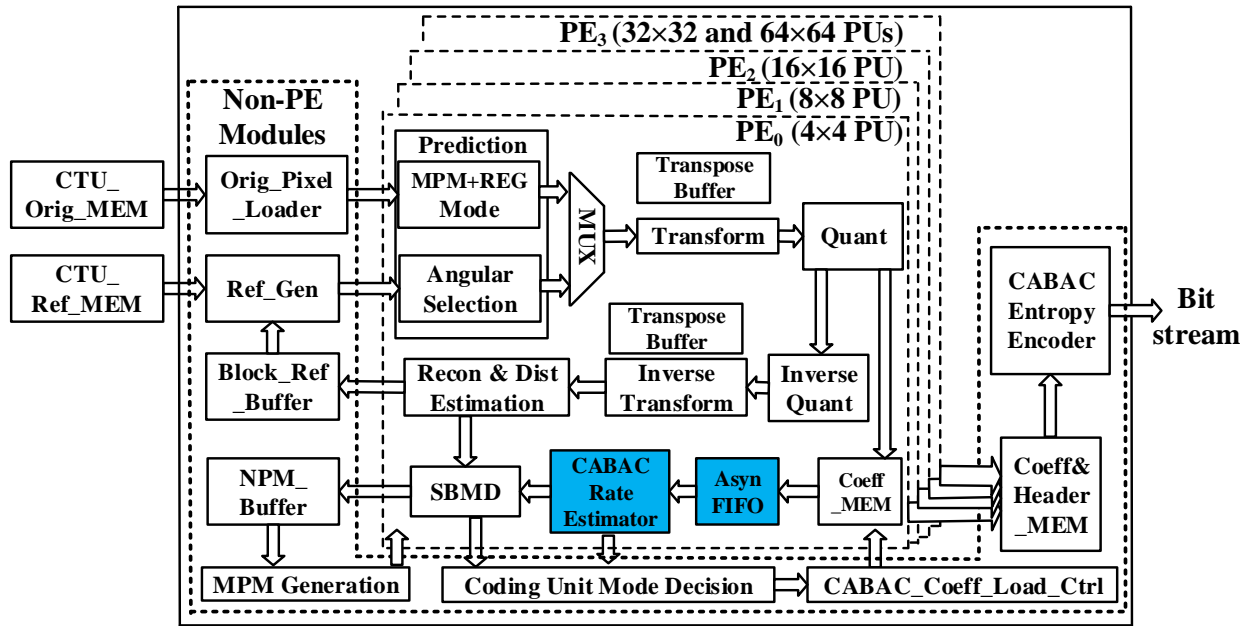 PE3 (32×32 and 64×64 PUs)
PE2 (16×16 PU)
PE1 (8×8 PU)
PE0 (4×4 PU)
Non-PE
Modules
Prediction
CTU_
Orig_MEM
Orig_Pixel
_Loader
MPM+REG
Mode
MUX
Transpose
Buffer
Transform
Quant
CTU_
Ref_MEM
Ref_Gen
Angular
Selection
CABAC
Entropy
Encoder
Bit
stream
Transpose
Buffer
Block_Ref
_Buffer
Recon & Dist
Estimation
Inverse
Transform
Inverse
Quant
NPM_
Buffer
SBMD
CABAC
Rate
Estimator
Asyn
FIFO
Coeff
_MEM
Coeff&
Header
_MEM
MPM Generation
Coding Unit Mode Decision
CABAC_Coeff_Load_Ctrl